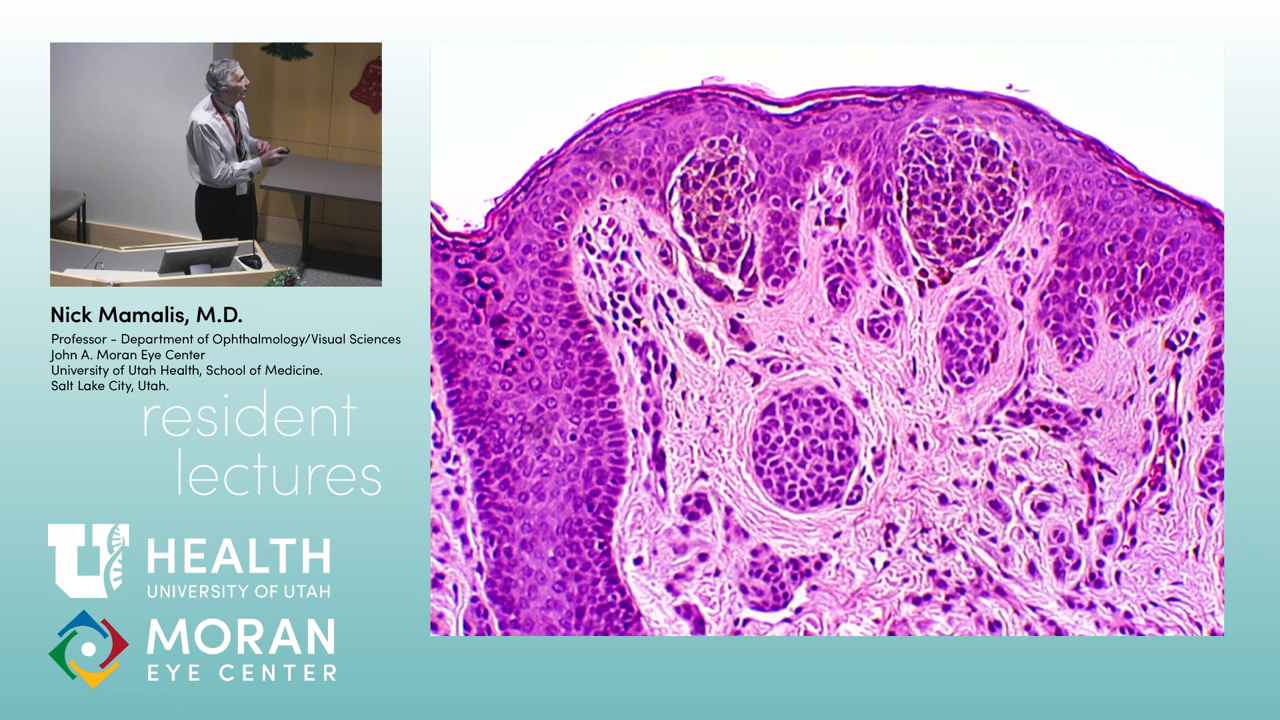 Nick Mamalis, M.D.
Professor - Department of Ophthalmology/Visual Sciences
John A. Moran Eye Center
University of Utah Health, School of Medicine.
Salt Lake City, Utah.
resident
lectures
U HEALTH
UNIVERSITY OF UTAH
MORAN
EYE CENTER